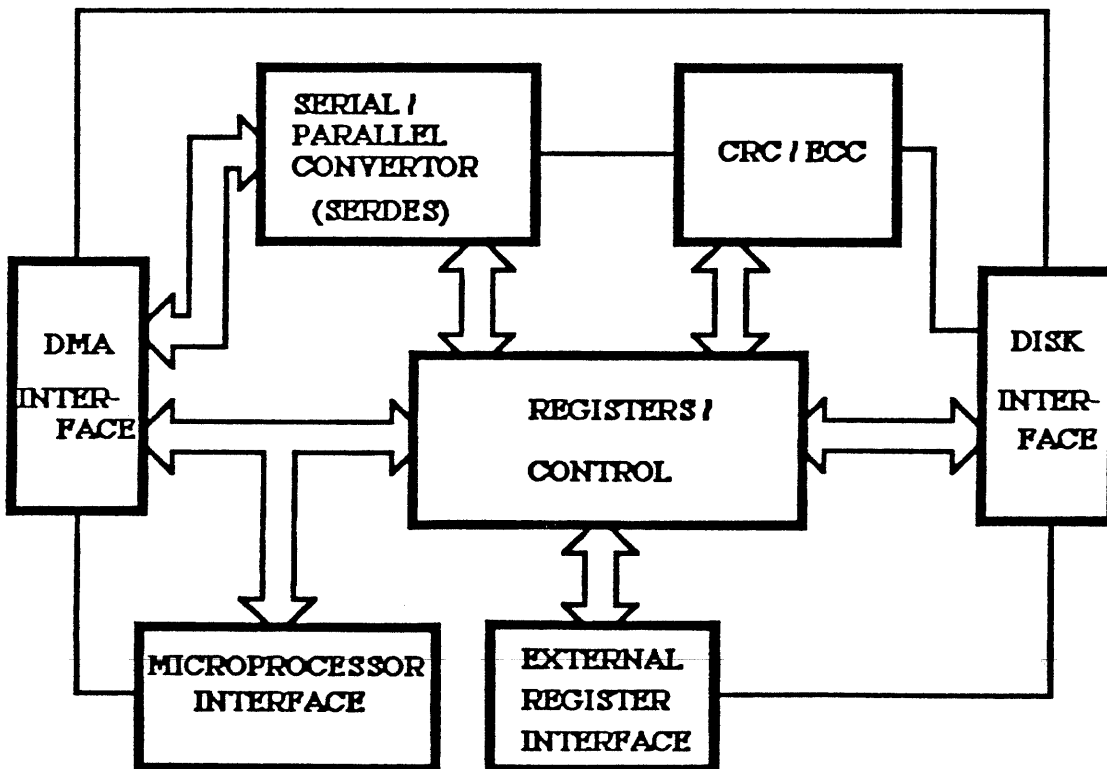 SERIAL /
PARALLEL
CONVERTOR
(SERDES)
CRC / ECC
DMA
INTER-
FACE
REGISTERS /
CONTROL
DISK
INTER-
FACE
MICROPROCESSOR
INTERFACE
EXTERNAL
REGISTER
INTERFACE